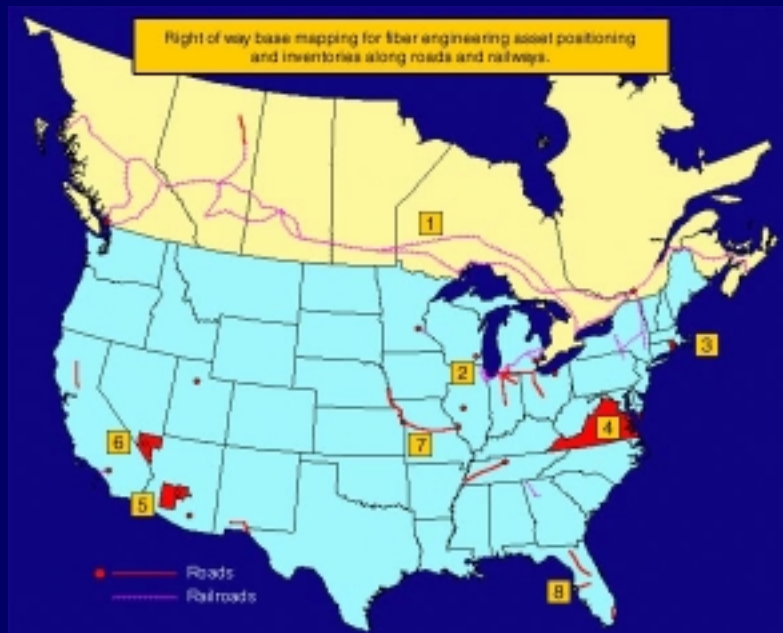 Right of way base mapping for fiber engineering asset positioning
and inventories along roads and railways.
1
2
3
4
6
7
5
8
Roads
Railroads